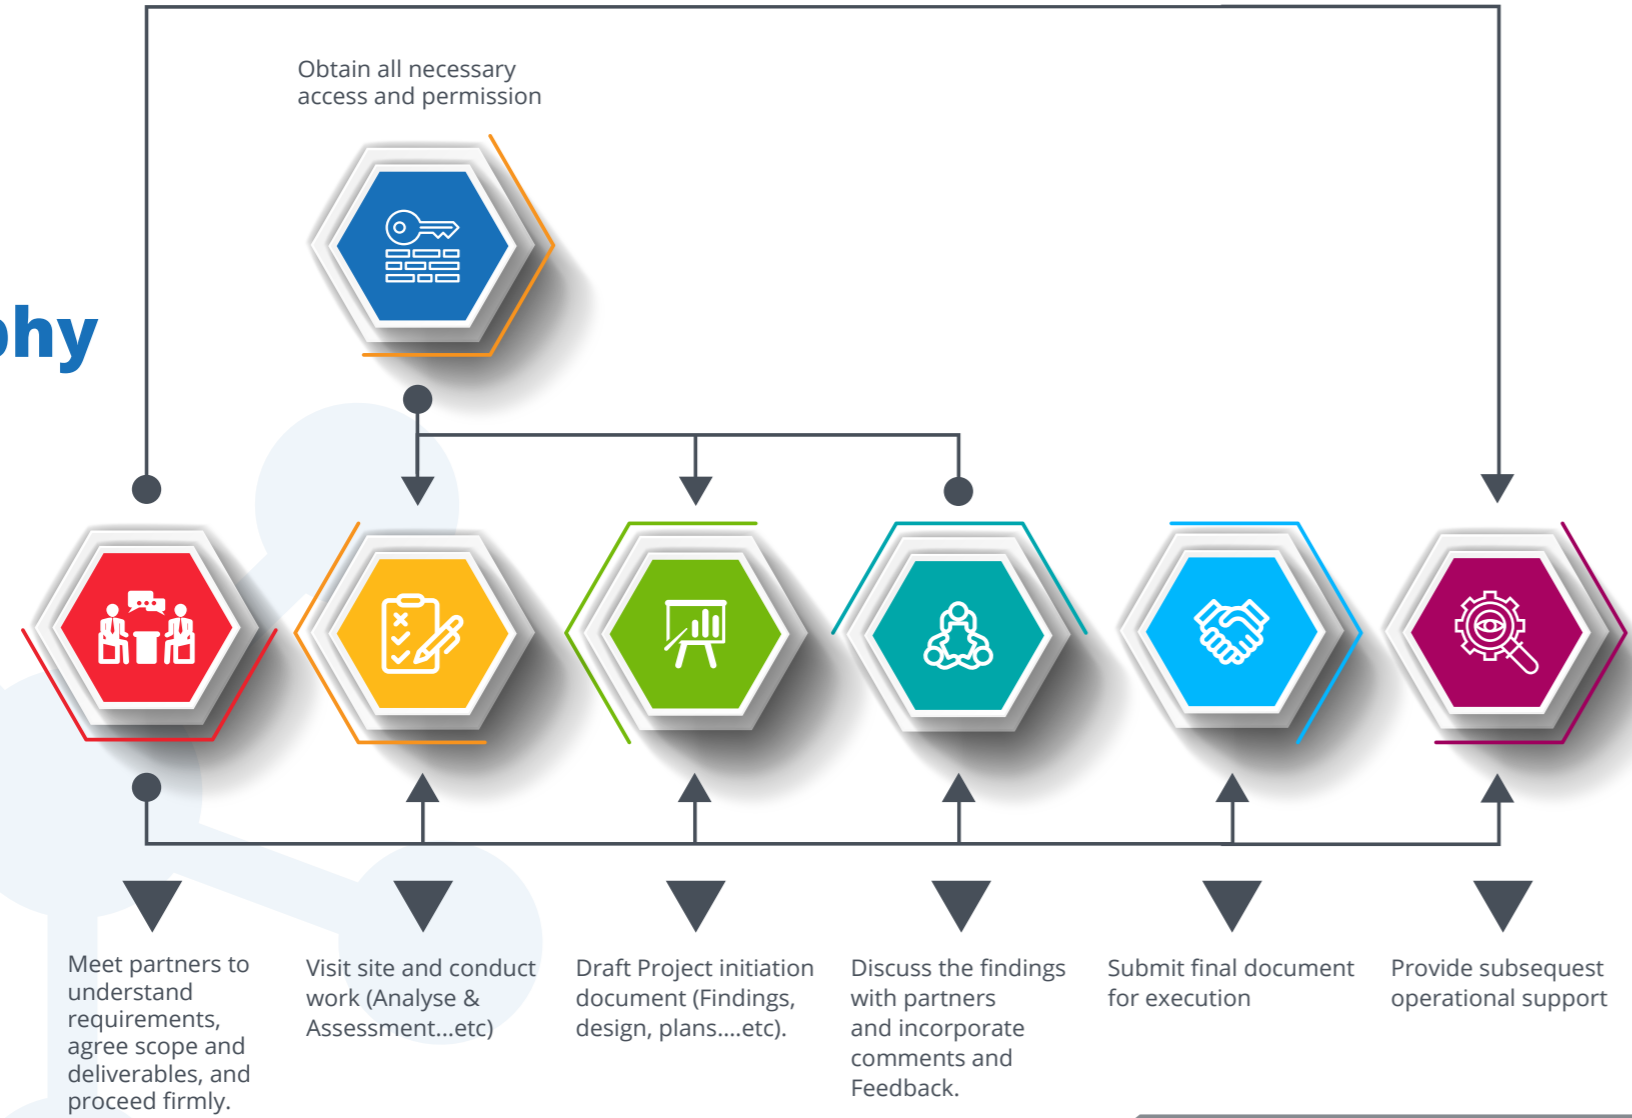 Obtain all necessary
access and permission
phy
Meet partners to
understand
requirements,
agree scope and
deliverables, and
proceed firmly.
Visit site and conduct
work (Analyse &
Assessment...etc)
Draft Project initiation
document (Findings,
design, plans....etc).
Discuss the findings
with partners
and incorporate
comments and
Feedback.
Submit final document
for execution
Provide subsequest
operational support